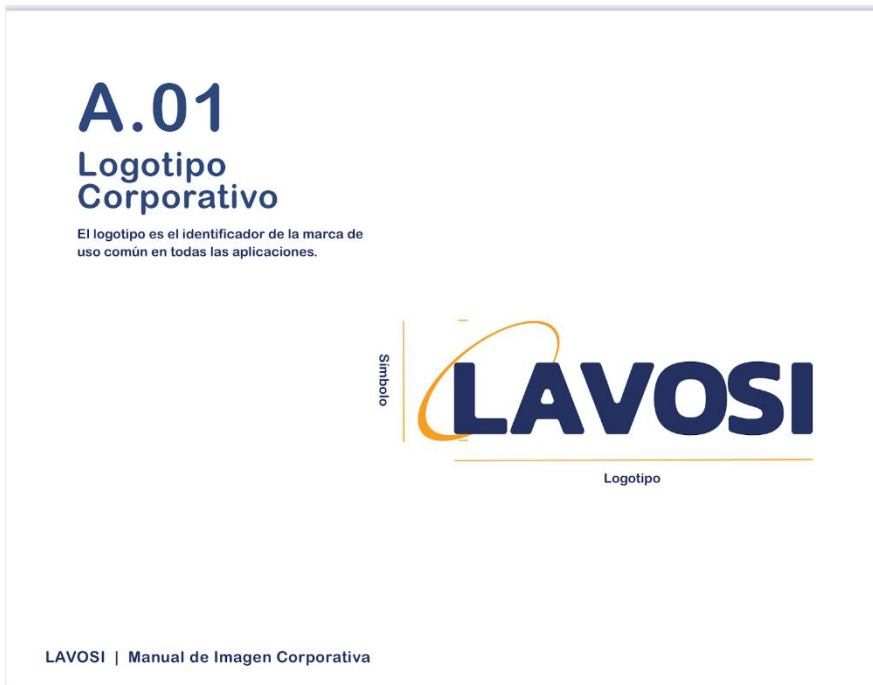 A.01
Logotipo
Corporativo
El logotipo es el identificador de la marca de
uso común en todas las aplicaciones.
Simbolo
LAVOSI
Logotipo
LAVOSI | Manual de Imagen Corporativa